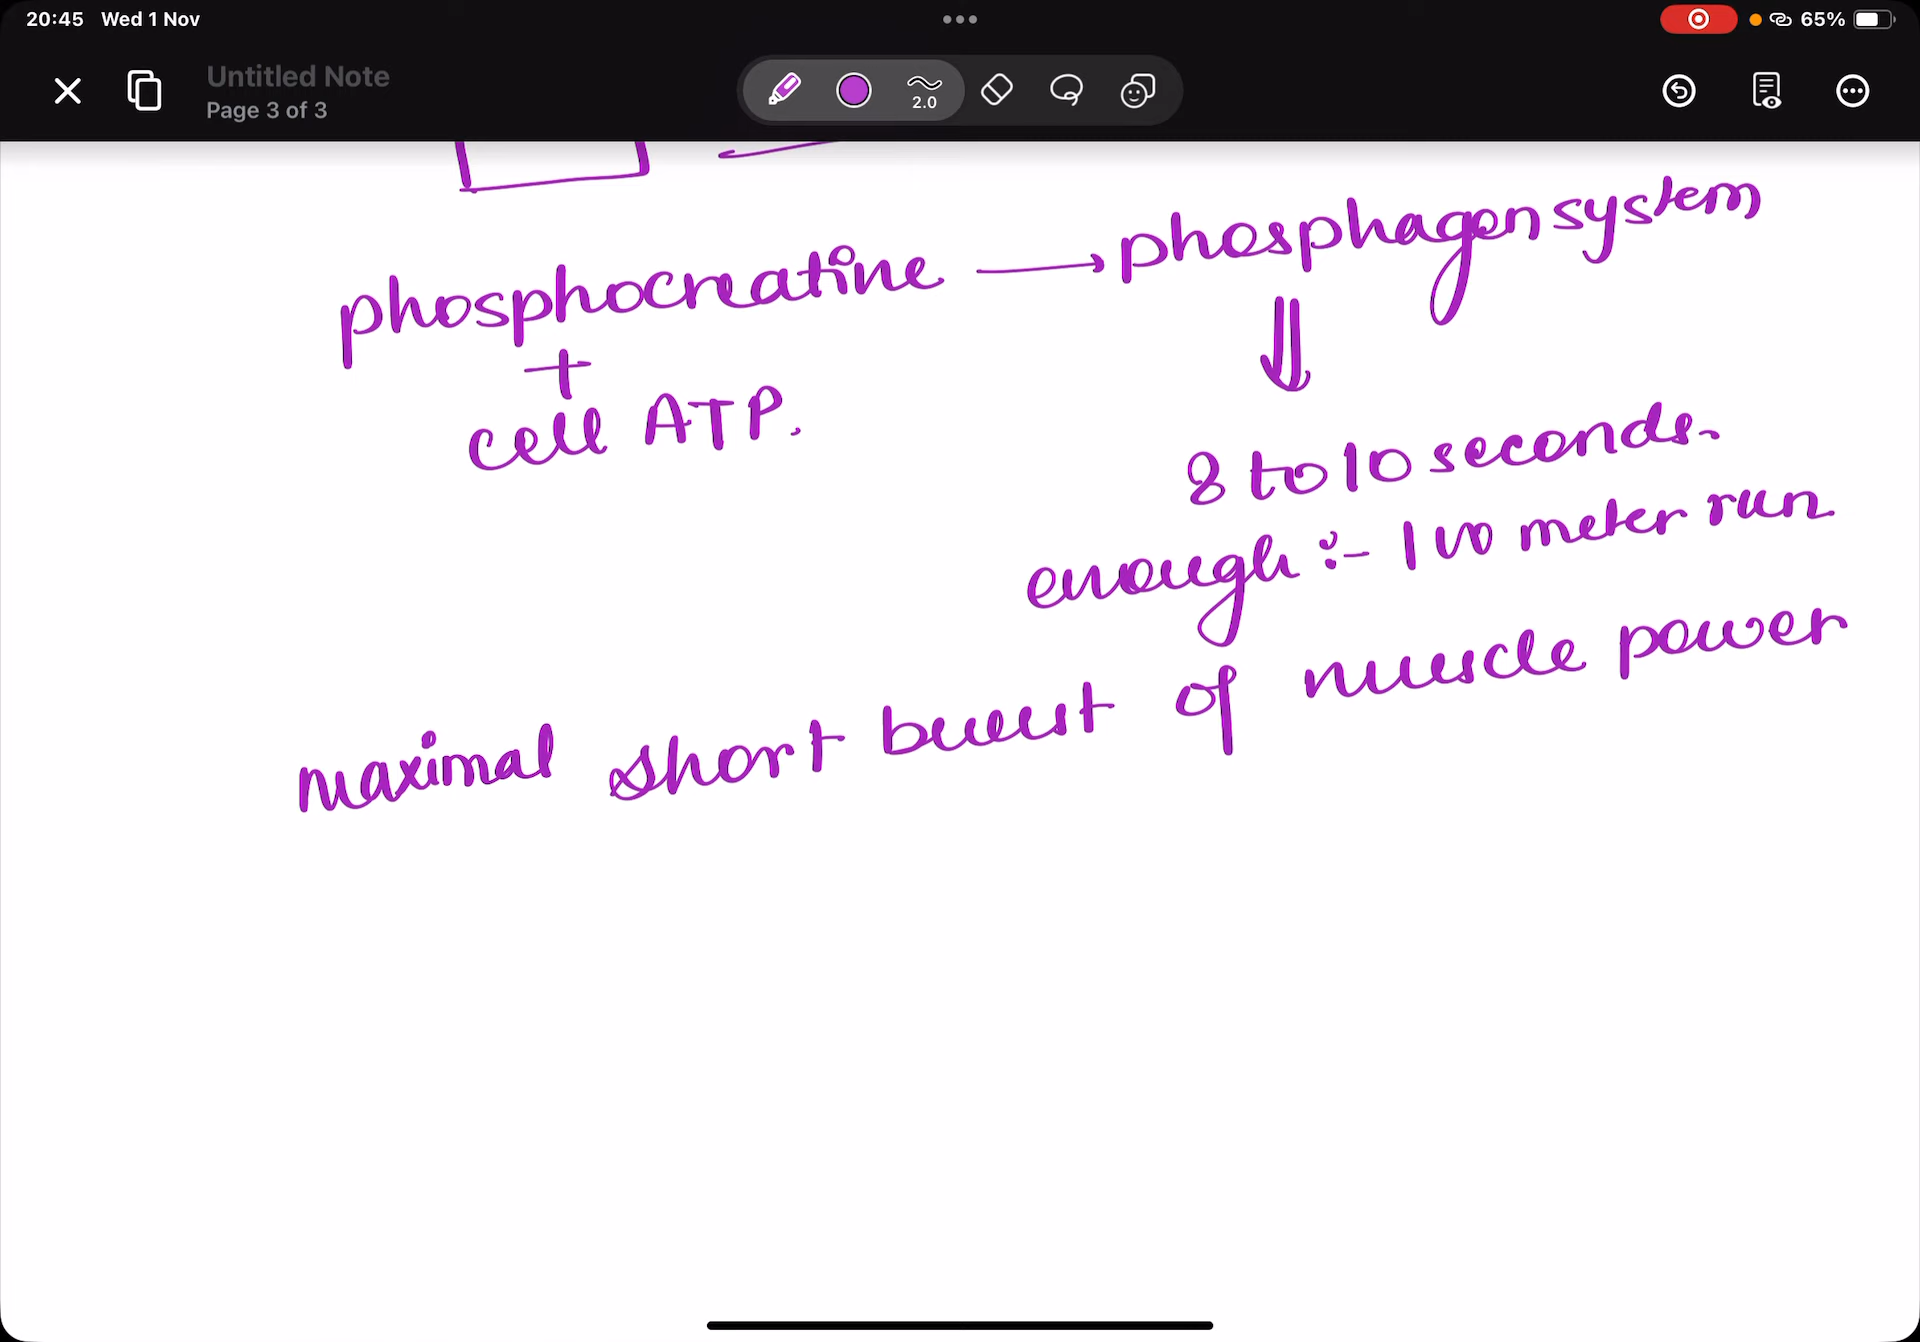 20:45 Wed 1 Nov
65%
Untitled Note
Page 3 of 3
2.0
phosphocreatine → phosphagen system
+
cell ATP.
⇓
8 to 10 seconds.
enough :- 100 meter run
maximal short burst of muscle power